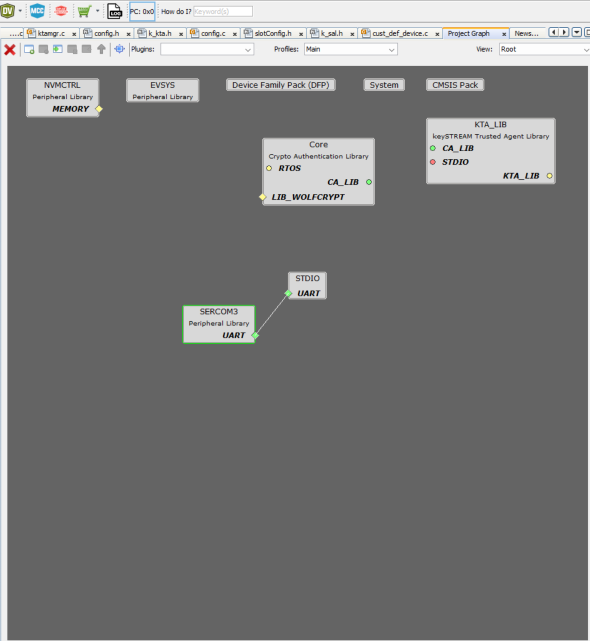 DV MCC LOG PC: 0x0 How do I? Keyword(s)
....c ktamgr.c x config.h x k_kta.h x config.c x slotConfig.h x k_sal.h x cust_def_device.c x Project Graph x News...
Plugins: Profiles: Main View: Root
NVMCTRL
Peripheral Library
MEMORY
EVSYS
Peripheral Library
Device Family Pack (DFP)
System
CMSIS Pack
KTA_LIB
keySTREAM Trusted Agent Library
CA_LIB
STDIO
KTA_LIB
Core
Crypto Authentication Library
RTOS
CA_LIB
LIB_WOLFCRYPT
STDIO
UART
SERCOM3
Peripheral Library
UART